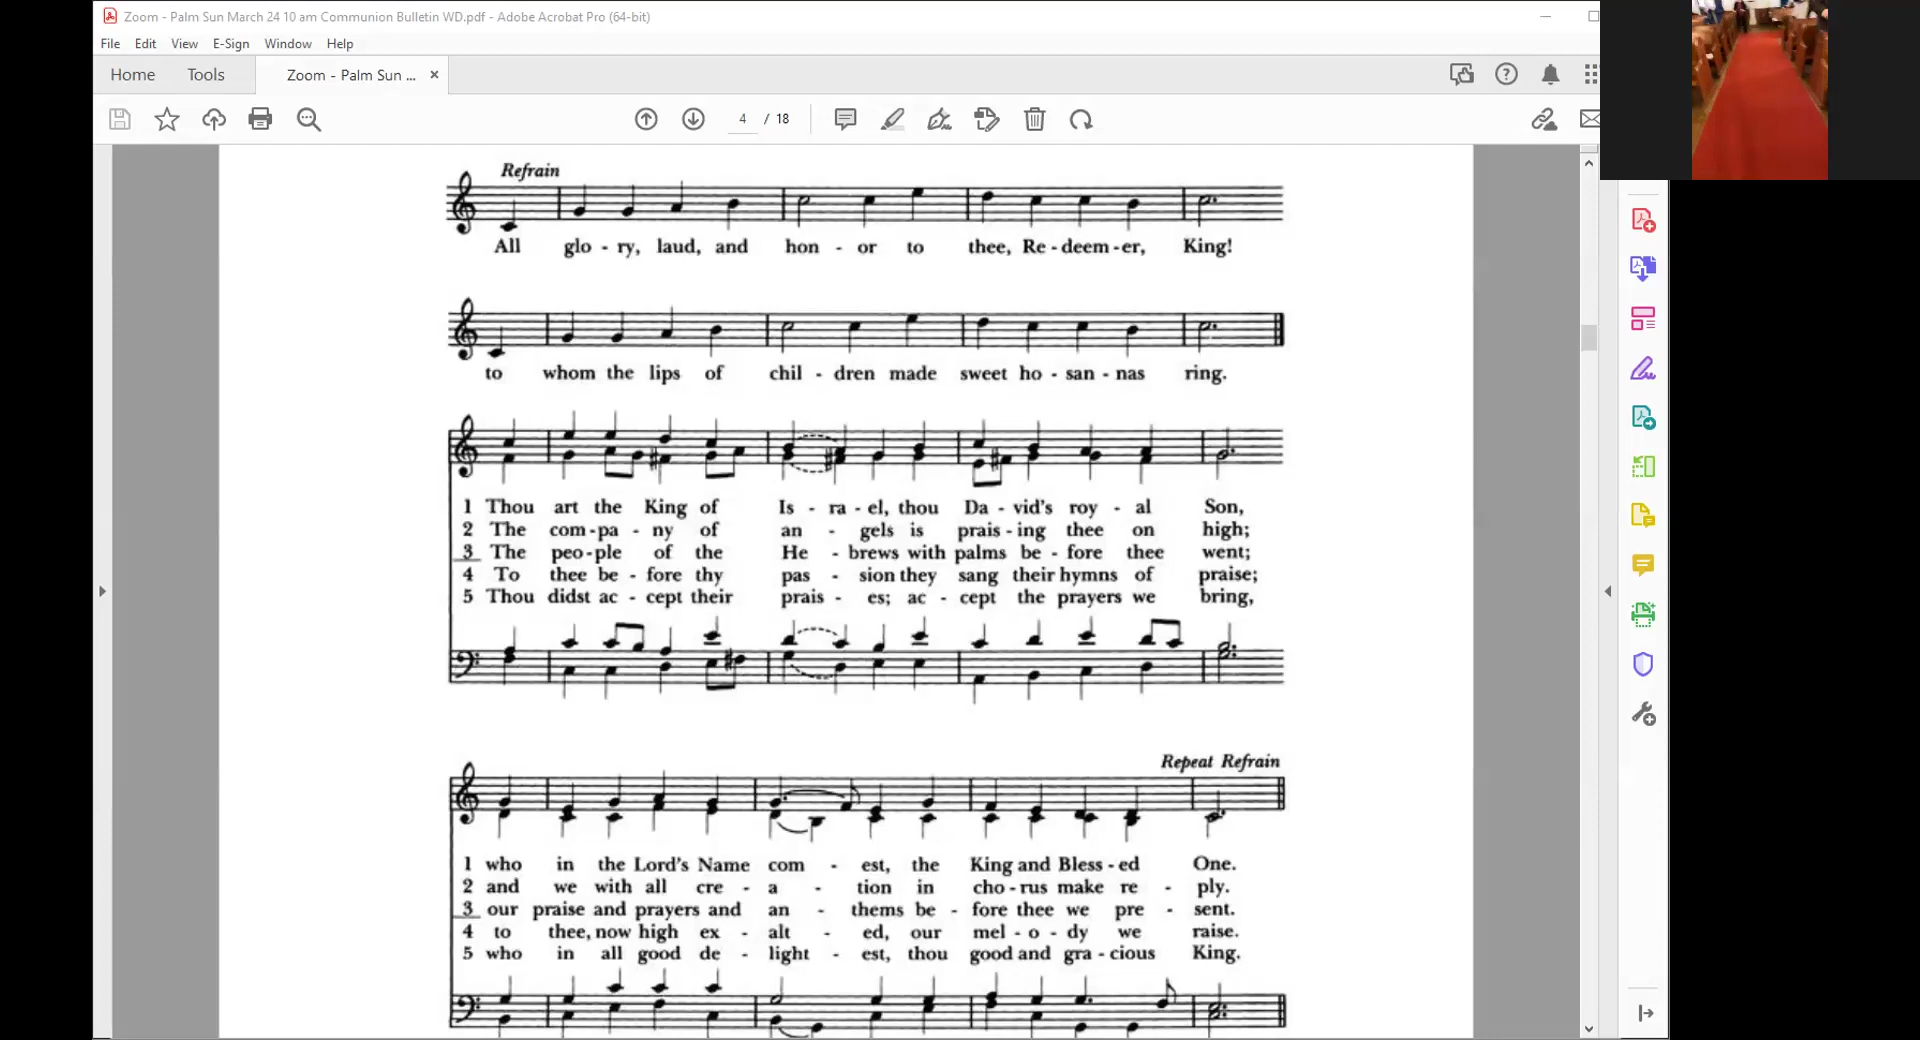 Zoom - Palm Sun March 24 10 am Communion Bulletin WD.pdf - Adobe Acrobat Pro (64-bit)
File Edit View E-Sign Window Help
Home Tools Zoom - Palm Sun ...
4 / 18
Refrain
All glo - ry, laud, and hon - or to thee, Re - deem - er, King!
to whom the lips of chil - dren made sweet ho - san - nas ring.
1 Thou art the King of Is - ra - el, thou Da - vid's roy - al Son,
2 The com - pa - ny of an - gels is prais - ing thee on high;
3 The peo - ple of the He - brews with palms be - fore thee went;
4 To thee be - fore thy pas - sion they sang their hymns of praise;
5 Thou didst ac - cept their prais - es; ac - cept the prayers we bring,
Repeat Refrain
1 who in the Lord's Name com - est, the King and Bless - ed One.
2 and we with all cre - a - tion in cho - rus make re - ply.
3 our praise and prayers and an - thems be - fore thee we pre - sent.
4 to thee, now high ex - alt - ed, our mel - o - dy we raise.
5 who in all good de - light - est, thou good and gra - cious King.